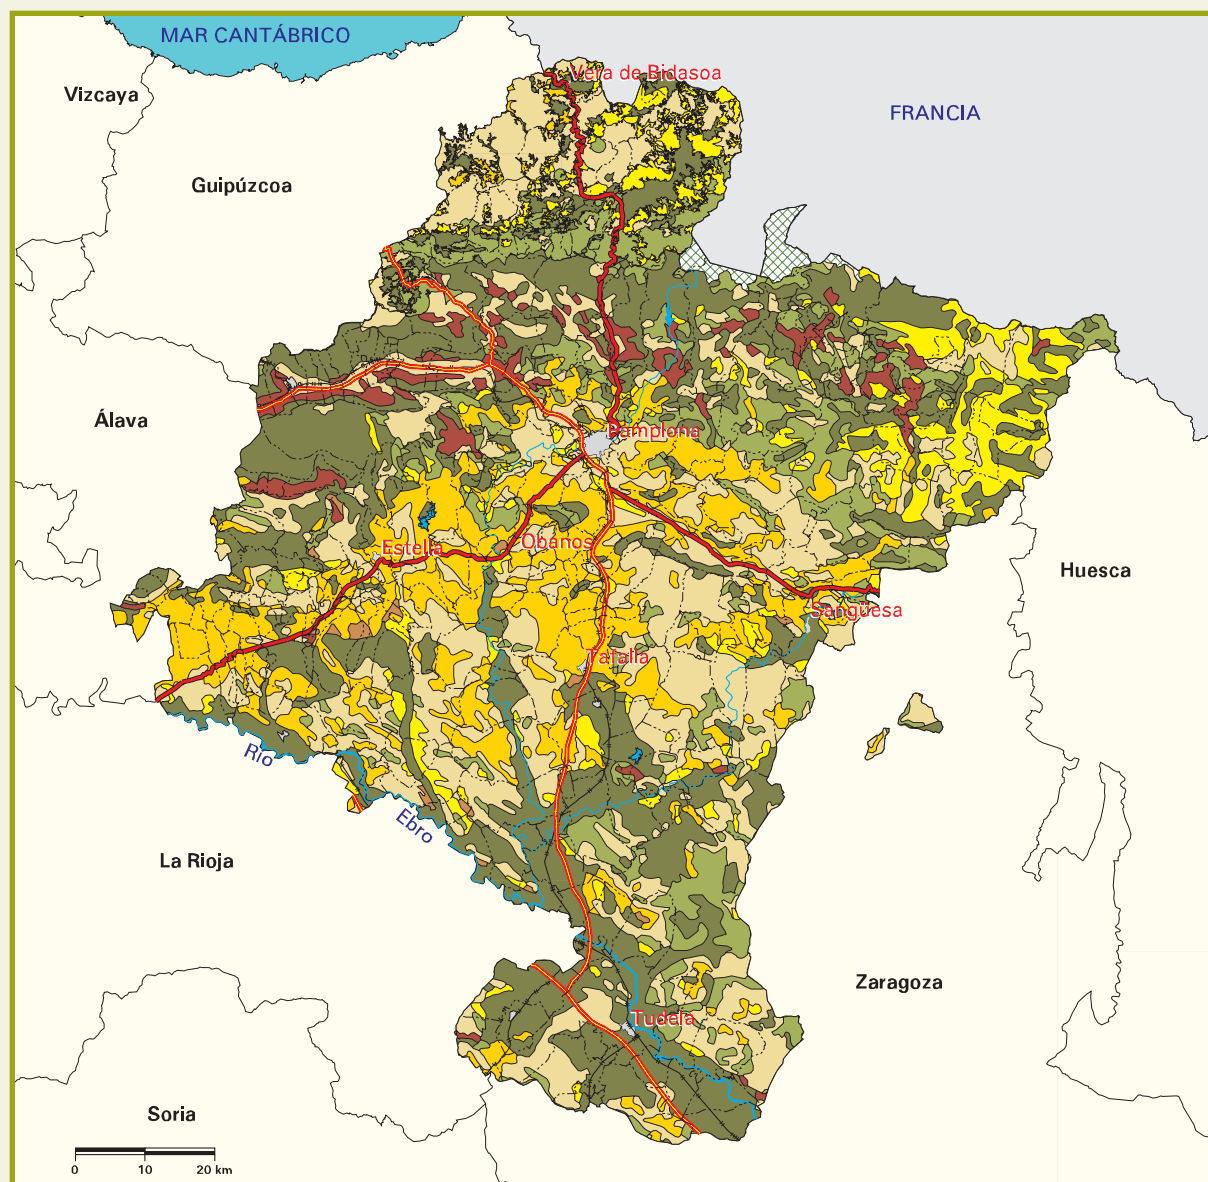 MAR CANTÁBRICO
Vera de Bidasoa
Vizcaya
FRANCIA
Guipúzcoa
Álava
Pamplona
Estella
Obanos
Huesca
Sangüesa
Tafalla
Río
Ebro
La Rioja
Zaragoza
Tudela
Soria
0 10 20 km